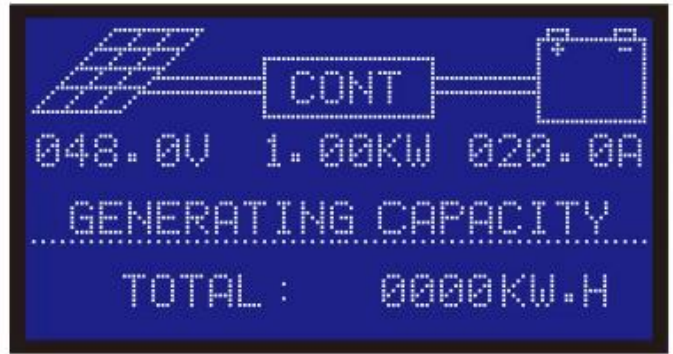 CONT
048.0V 1.00KW 020.0A
GENERATING CAPACITY
TOTAL: 0000KW.H